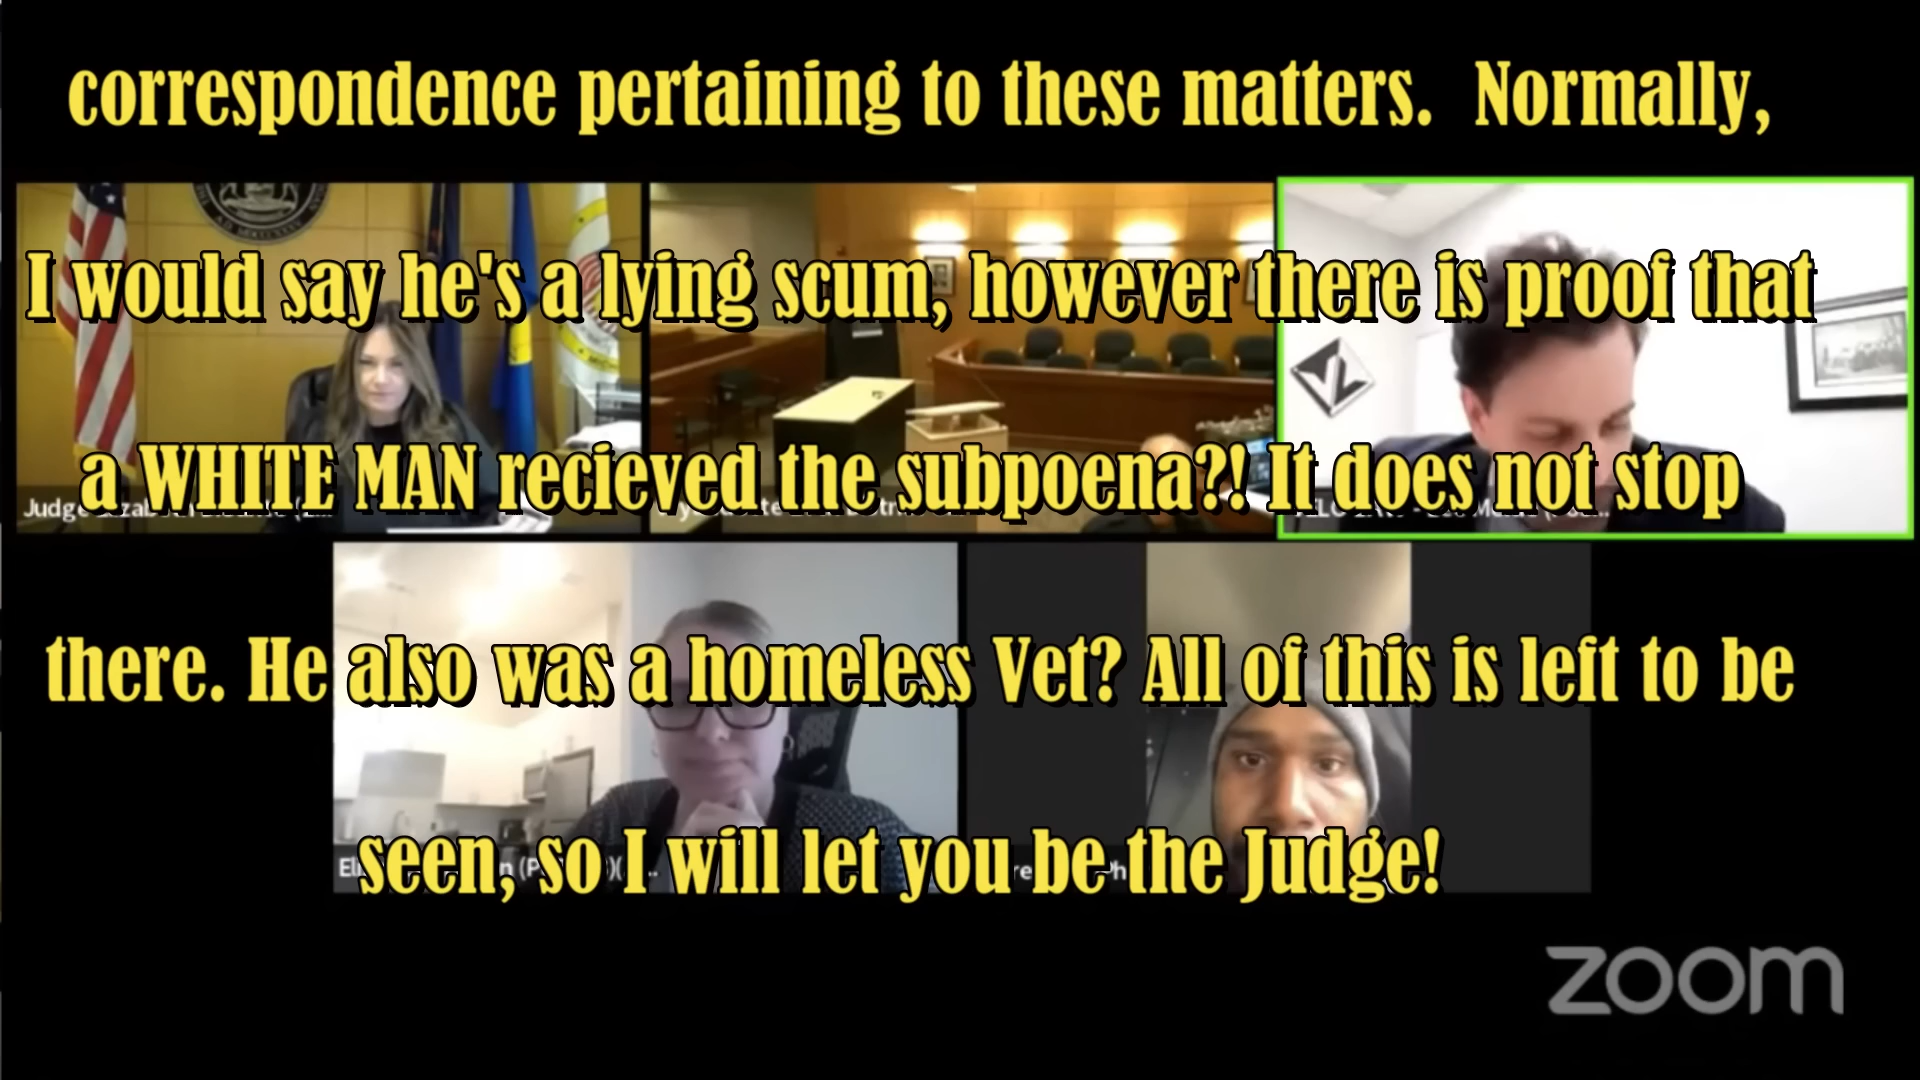 correspondence pertaining to these matters. Normally,
I would say he's a lying scum, however there is proof that
a WHITE MAN recieved the subpoena?! It does not stop
Judge
there. He also was a homeless Vet? All of this is left to be
seen, so I will let you be the Judge!
zoom